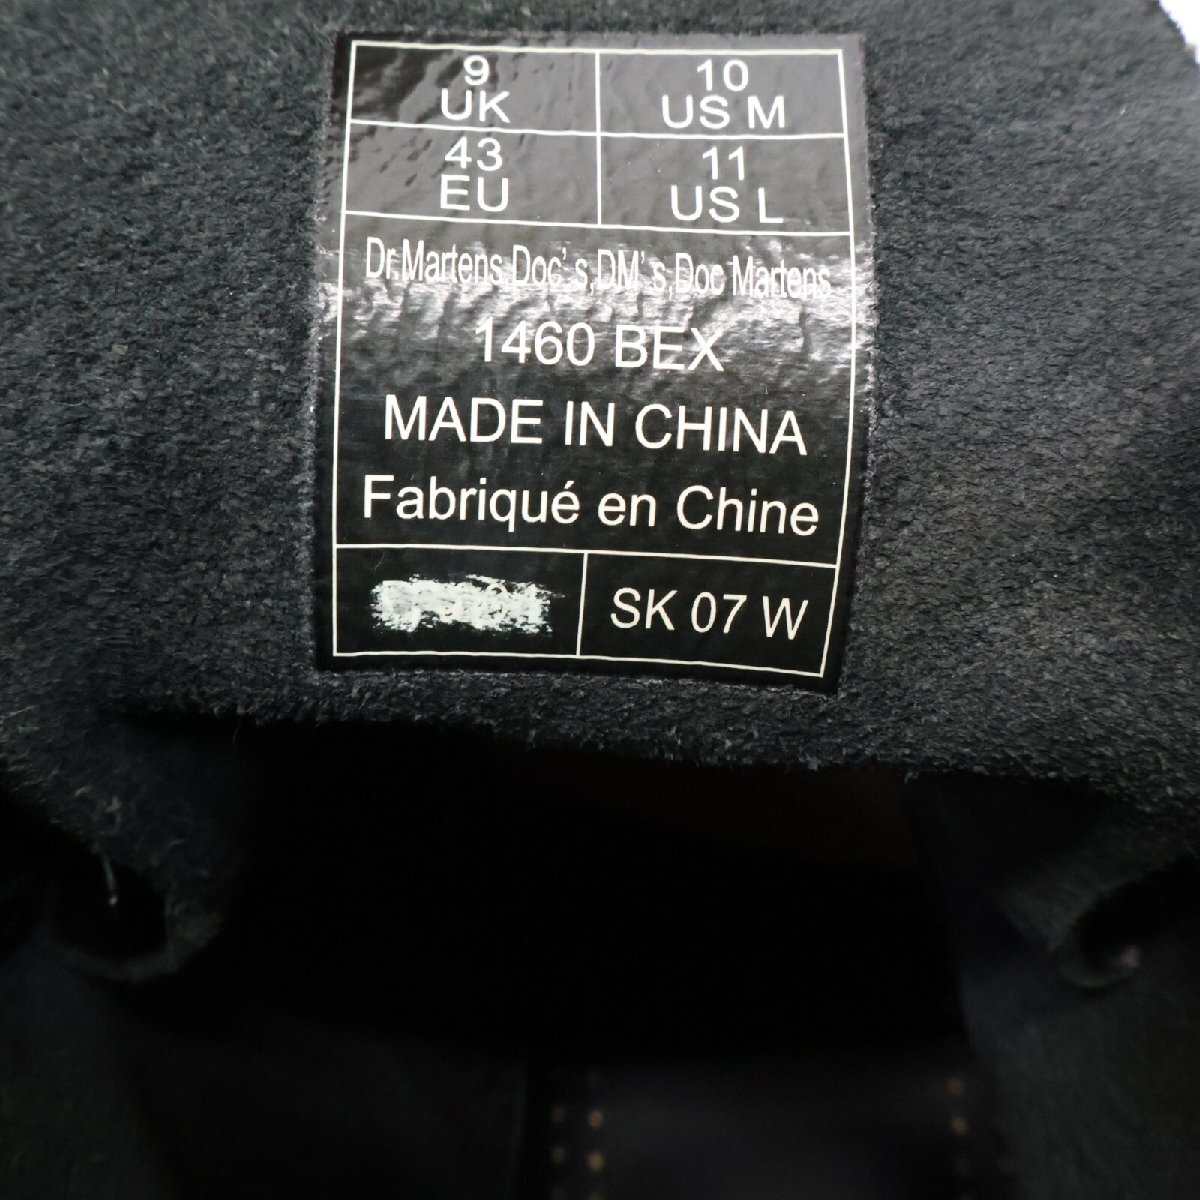 9
UK
10
US M
43
EU
11
US L
Dr.Martens,Doc's,DM's,Doc Martens
1460 BEX
MADE IN CHINA
Fabriqué en Chine
SK 07 W